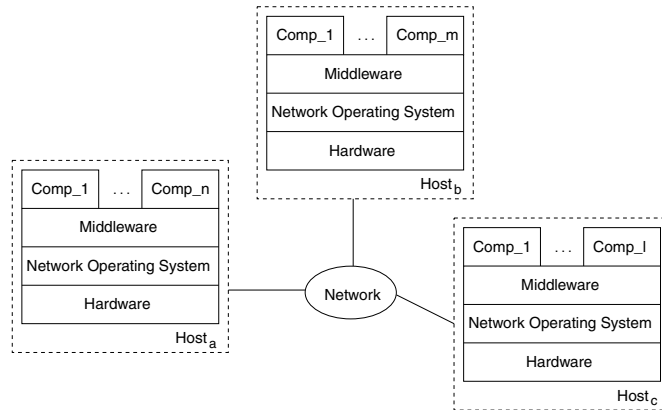 Comp_1 ... Comp_m
Middleware
Network Operating System
Hardware
Host_b
Comp_1 ... Comp_n
Middleware
Network Operating System
Hardware
Host_a
Network
Comp_1 ... Comp_l
Middleware
Network Operating System
Hardware
Host_c